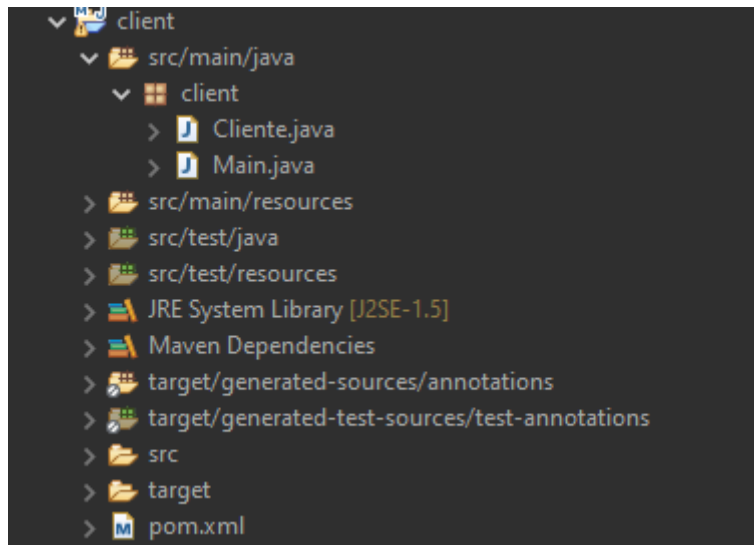 client
src/main/java
client
Cliente.java
Main.java
src/main/resources
src/test/java
src/test/resources
JRE System Library [J2SE-1.5]
Maven Dependencies
target/generated-sources/annotations
target/generated-test-sources/test-annotations
src
target
pom.xml